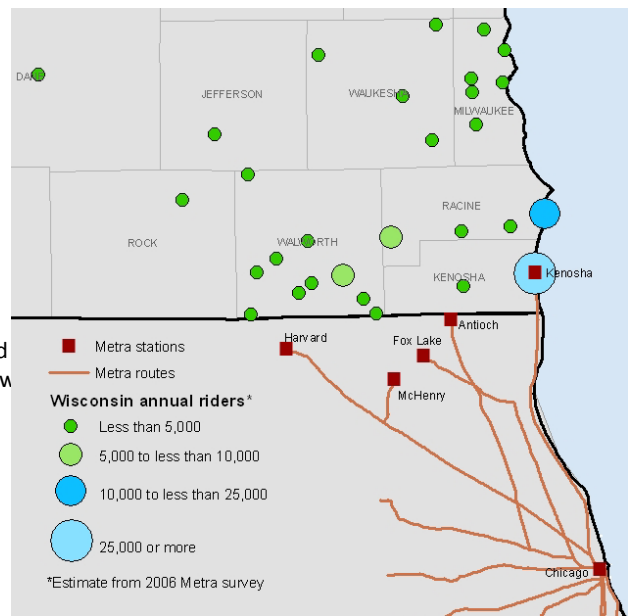 DANE
JEFFERSON
WAUKESHA
MILWAUKEE
RACINE
ROCK
WALWORTH
KENOSHA
Kenosha
Antioch
Harvard
Fox Lake
McHenry
d
w
Metra stations
Metra routes
Wisconsin annual riders*
Less than 5,000
5,000 to less than 10,000
10,000 to less than 25,000
25,000 or more
Chicago
*Estimate from 2006 Metra survey